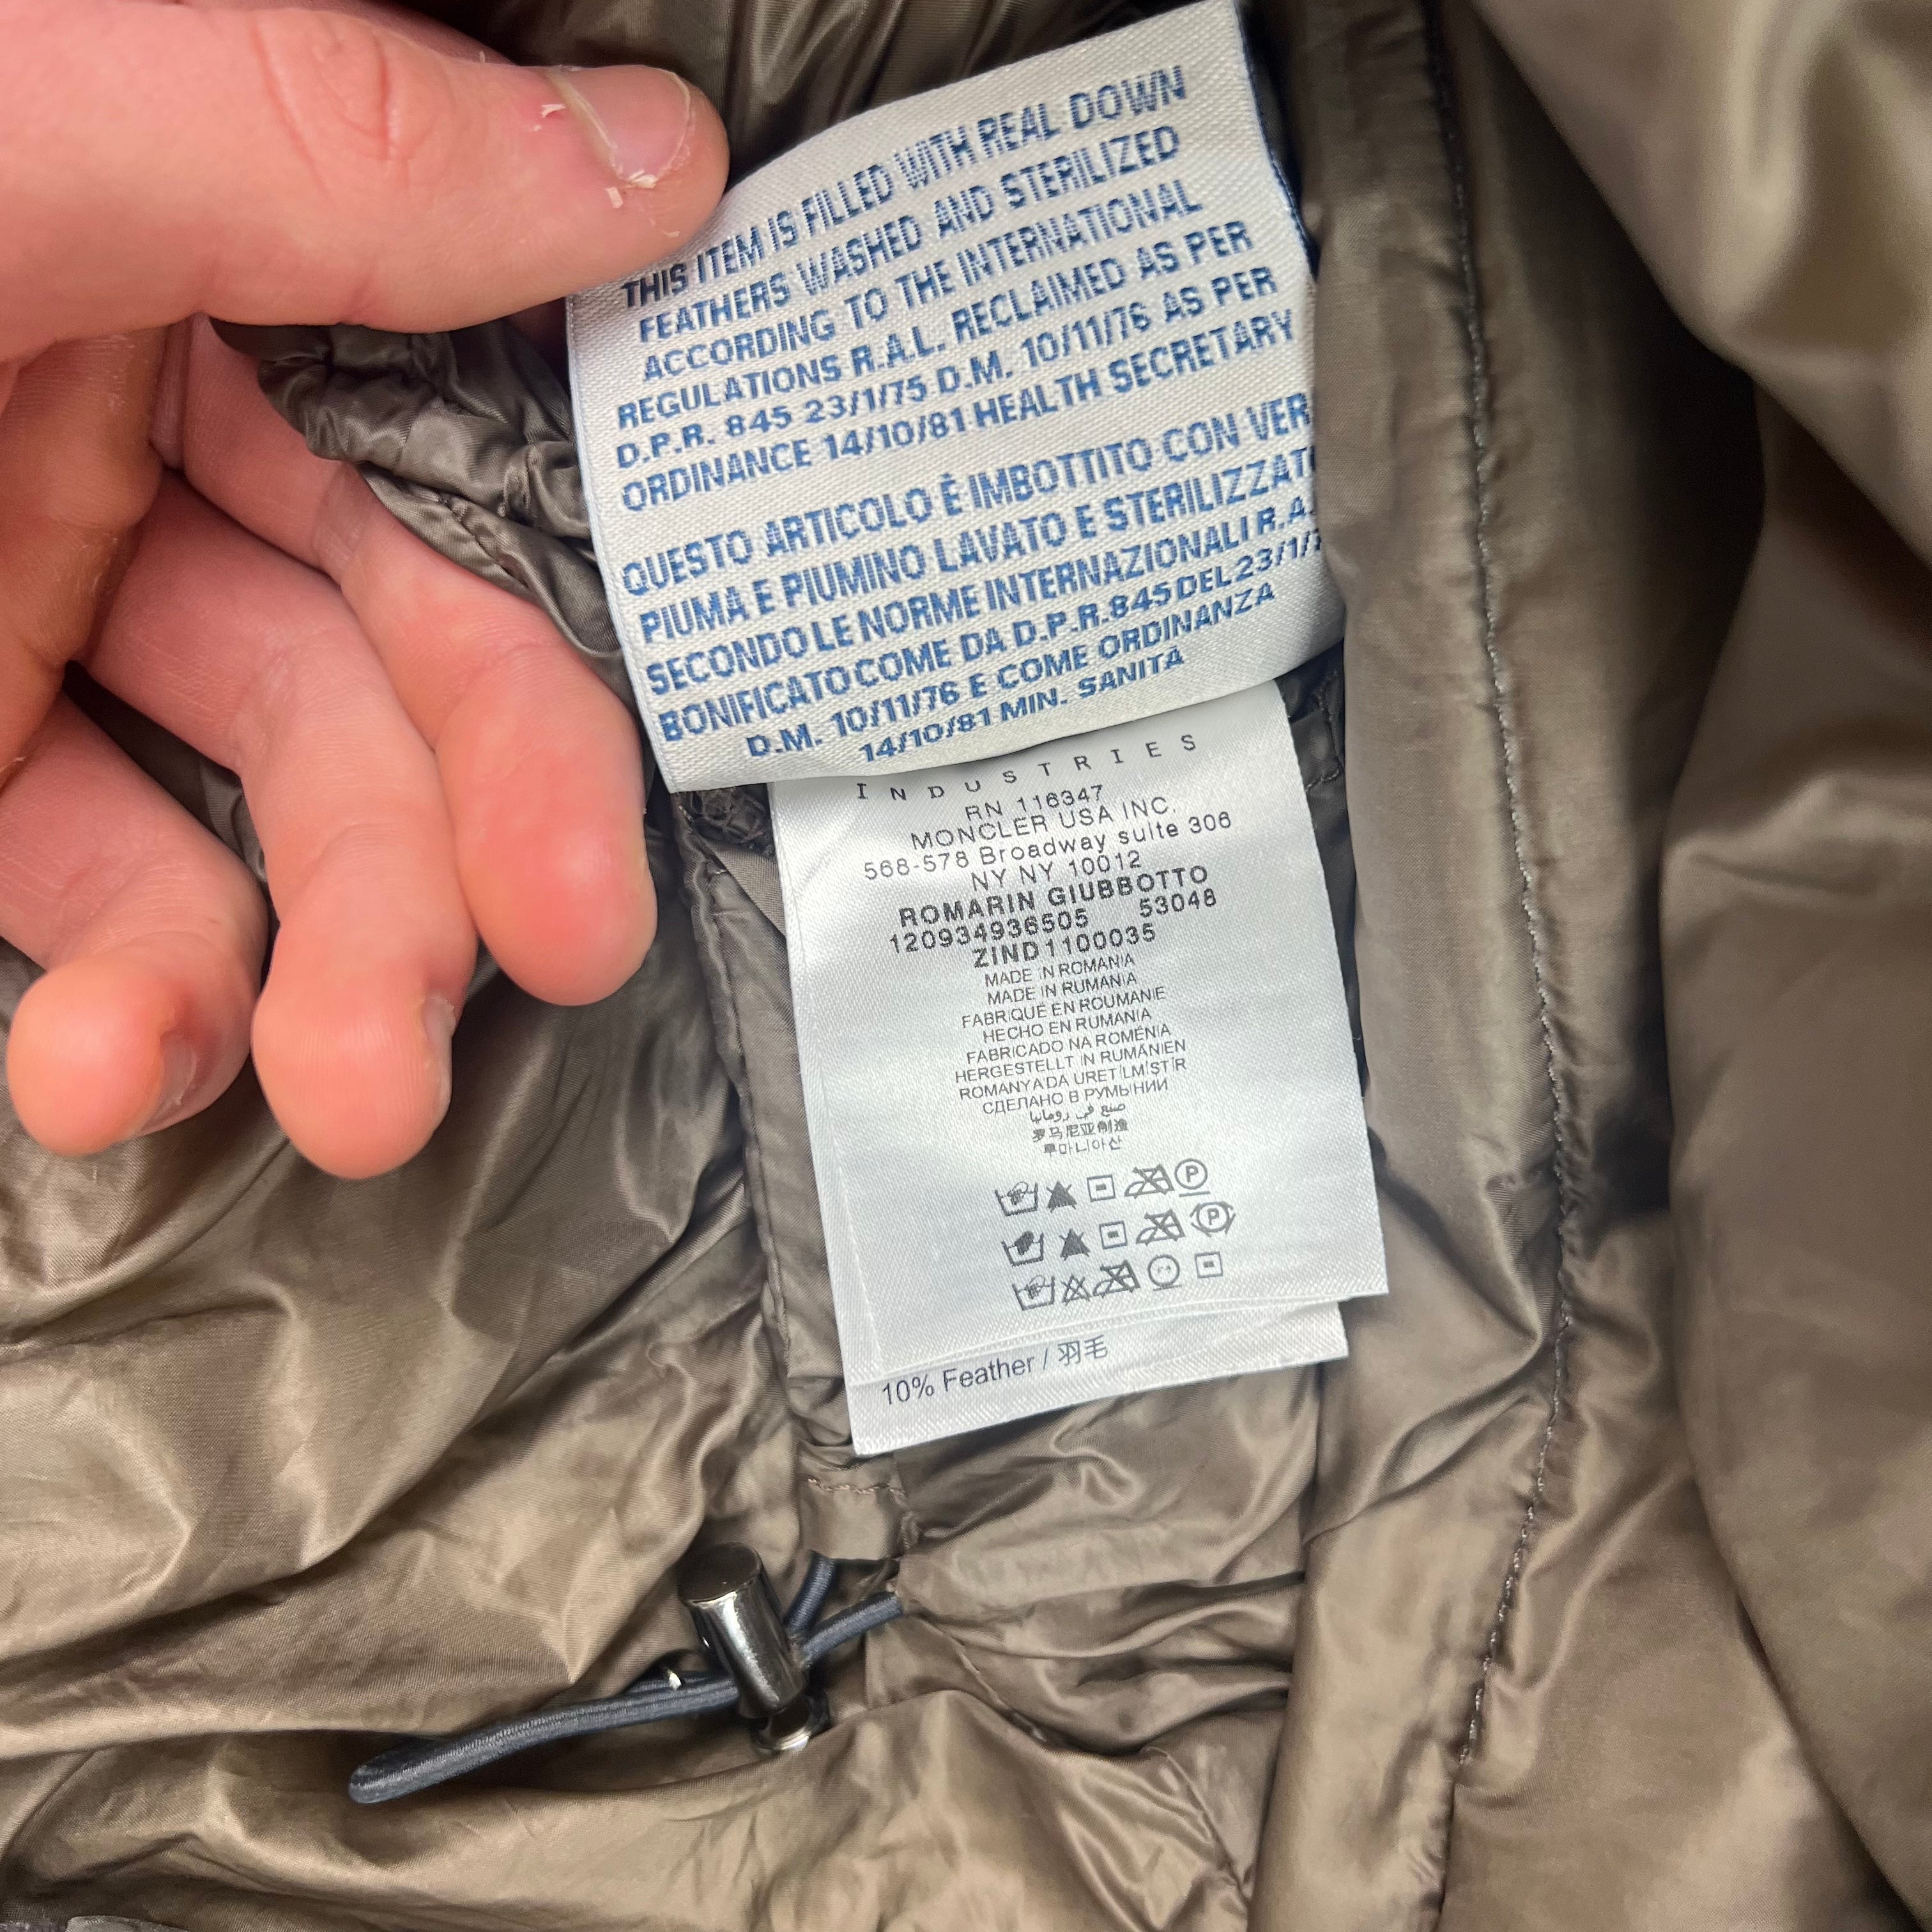 THIS ITEM IS FILLED WITH REAL DOWN
FEATHERS WASHED AND STERILIZED
ACCORDING TO THE INTERNATIONAL
REGULATIONS R.A.L. RECLAIMED AS PER
D.P.R. 845 23/1/75 D.M. 10/11/76 AS PER
ORDINANCE 14/10/81 HEALTH SECRETARY
QUESTO ARTICOLO È IMBOTTITO CON VER
PIUMA E PIUMINO LAVATO E STERILIZZAT
SECONDO LE NORME INTERNAZIONALI R.A.
BONIFICATO COME DA D.P.R. 845 DEL 23/1/7
D.M. 10/11/76 E COME ORDINANZA
14/10/81 MIN. SANITÀ
INDUSTRIES
RN 116347
MONCLER USA INC.
568-578 Broadway suite 306
NY NY 10012
ROMARIN GIUBBOTTO
120934936505 53048
ZIND1100035
MADE IN ROMANIA
MADE IN RUMANIA
FABRIQUÉ EN ROUMANIE
HECHO EN RUMANIA
FABRICADO NA ROMÉNIA
HERGESTELLT IN RUMÄNIEN
ROMANYADA URETİLMİŞTİR
СДЕЛАНО В РУМЫНИИ
صنع في رومانيا
罗马尼亚制造
루마니아산
P
P
10% Feather / 羽毛